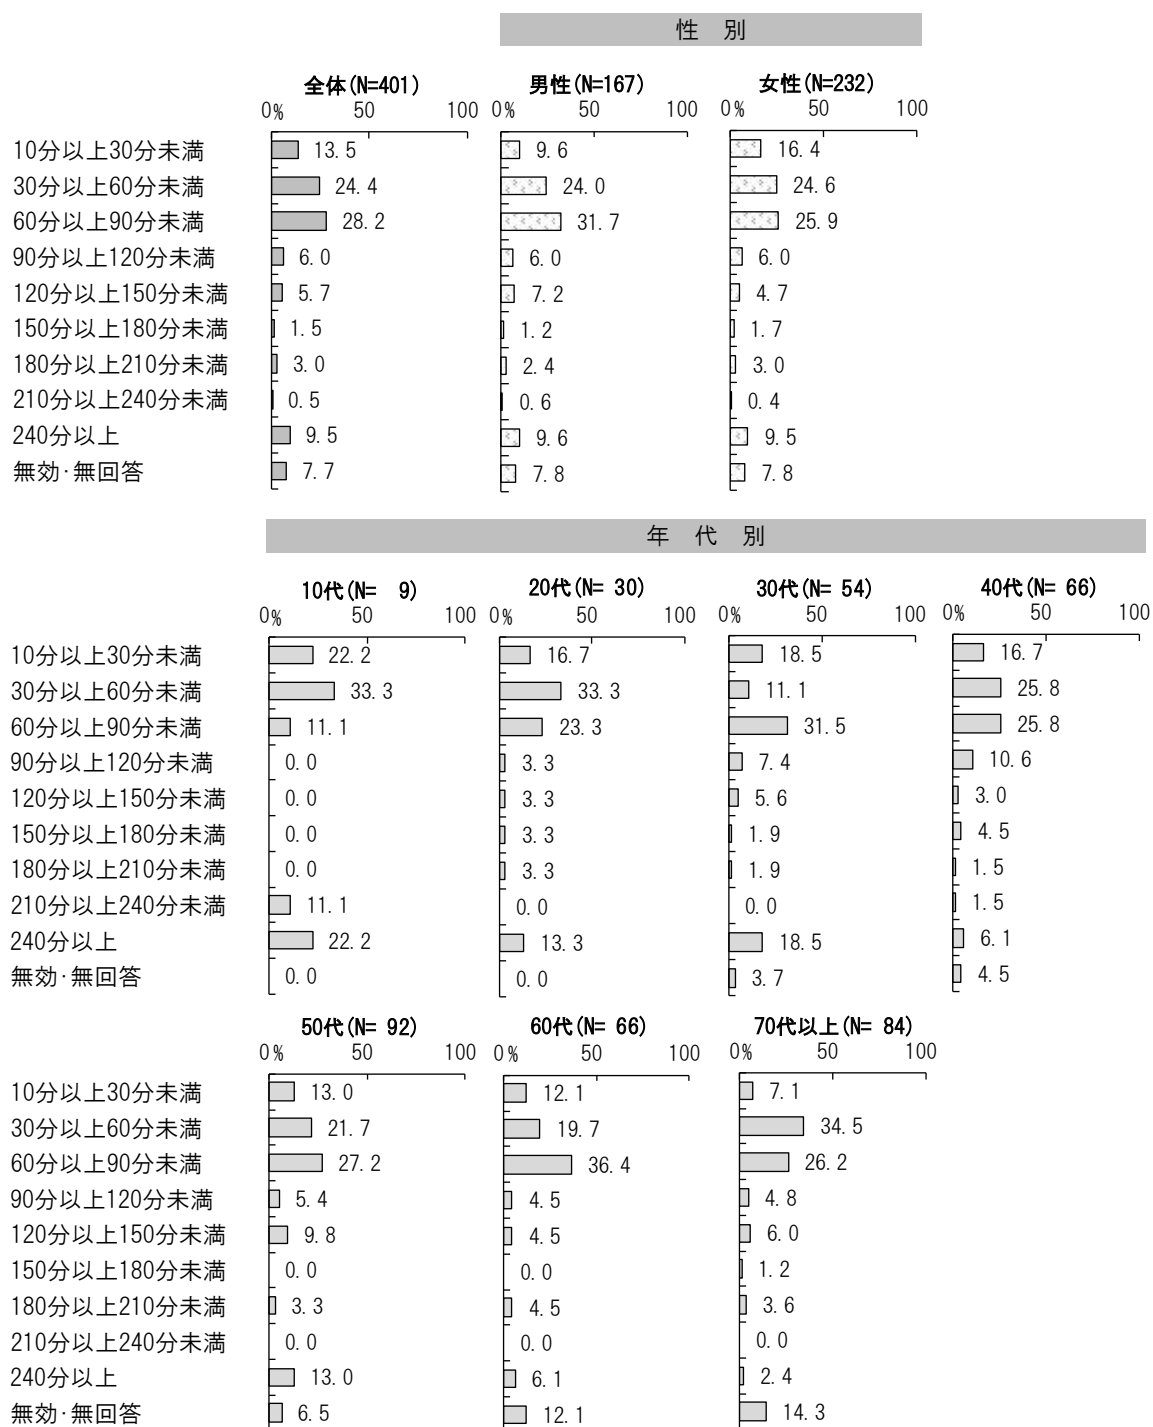 性　別
全体(N=401)　男性(N=167)　女性(N=232)
0%　50　100　0%　50　100　0%　50　100
10分以上30分未満　13.5　9.6　16.4
30分以上60分未満　24.4　24.0　24.6
60分以上90分未満　28.2　31.7　25.9
90分以上120分未満　6.0　6.0　6.0
120分以上150分未満　5.7　7.2　4.7
150分以上180分未満　1.5　1.2　1.7
180分以上210分未満　3.0　2.4　3.0
210分以上240分未満　0.5　0.6　0.4
240分以上　9.5　9.6　9.5
無効･無回答　7.7　7.8　7.8
年　代　別
10代(N=　9)　20代(N= 30)　30代(N= 54)　40代(N= 66)
0%　50　100　0%　50　100　0%　50　100　0%　50　100
10分以上30分未満　22.2　16.7　18.5　16.7
30分以上60分未満　33.3　33.3　11.1　25.8
60分以上90分未満　11.1　23.3　31.5　25.8
90分以上120分未満　0.0　3.3　7.4　10.6
120分以上150分未満　0.0　3.3　5.6　3.0
150分以上180分未満　0.0　3.3　1.9　4.5
180分以上210分未満　0.0　3.3　1.9　1.5
210分以上240分未満　11.1　0.0　0.0　1.5
240分以上　22.2　13.3　18.5　6.1
無効･無回答　0.0　0.0　3.7　4.5
50代(N= 92)　60代(N= 66)　70代以上(N= 84)
0%　50　100　0%　50　100　0%　50　100
10分以上30分未満　13.0　12.1　7.1
30分以上60分未満　21.7　19.7　34.5
60分以上90分未満　27.2　36.4　26.2
90分以上120分未満　5.4　4.5　4.8
120分以上150分未満　9.8　4.5　6.0
150分以上180分未満　0.0　0.0　1.2
180分以上210分未満　3.3　4.5　3.6
210分以上240分未満　0.0　0.0　0.0
240分以上　13.0　6.1　2.4
無効･無回答　6.5　12.1　14.3